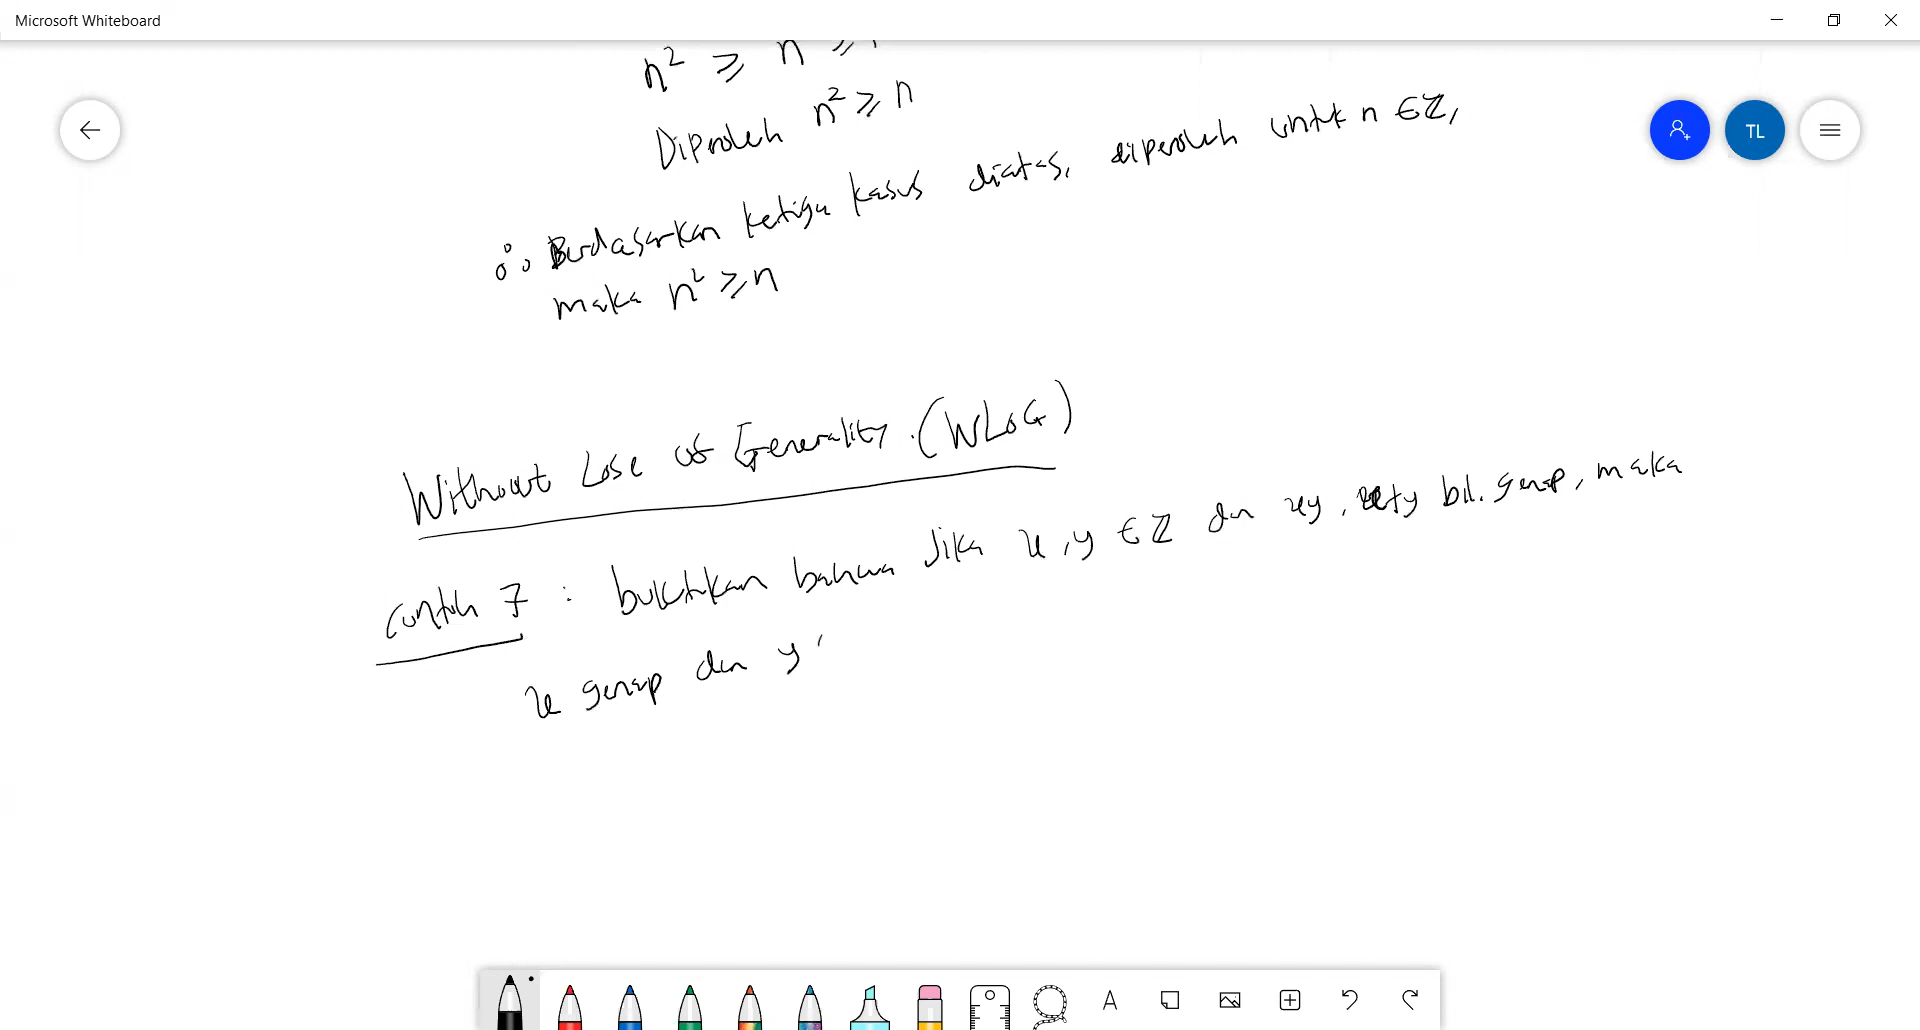 Microsoft Whiteboard
n² ≥ n ≥
Diperoleh n² ≥ n
TL
∴ Berdasarkan ketiga kasus diatas, diperoleh untuk n ∈ ℤ,
maka n² ≥ n
Without Lose of Generality. (WLOG)
Contoh 7 : buktikan bahwa Jika x, y ∈ ℤ dan xy, x+y bil. genap, maka
x genap dan y
A